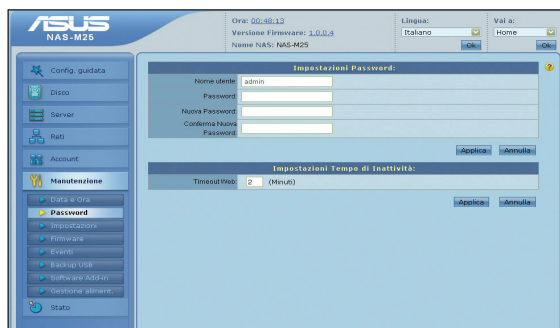 ASUS
NAS-M25
Ora: 00:48:13
Versione Firmware: 1.0.0.4
Nome NAS: NAS-M25
Lingua:
Italiano
Ok
Vai a:
Home
Ok
Config. guidata
Disco
Server
Reti
Account
Manutenzione
Data e Ora
Password
Impostazioni
Firmware
Eventi
Backup USB
Software Add-in
Gestione aliment.
Stato
Impostazioni Password:
Nome utente: admin
Password:
Nuova Password:
Conferma Nuova
Password:
Applica Annulla
Impostazioni Tempo di Inattività:
Timeout Web: 2 (Minuti)
Applica Annulla